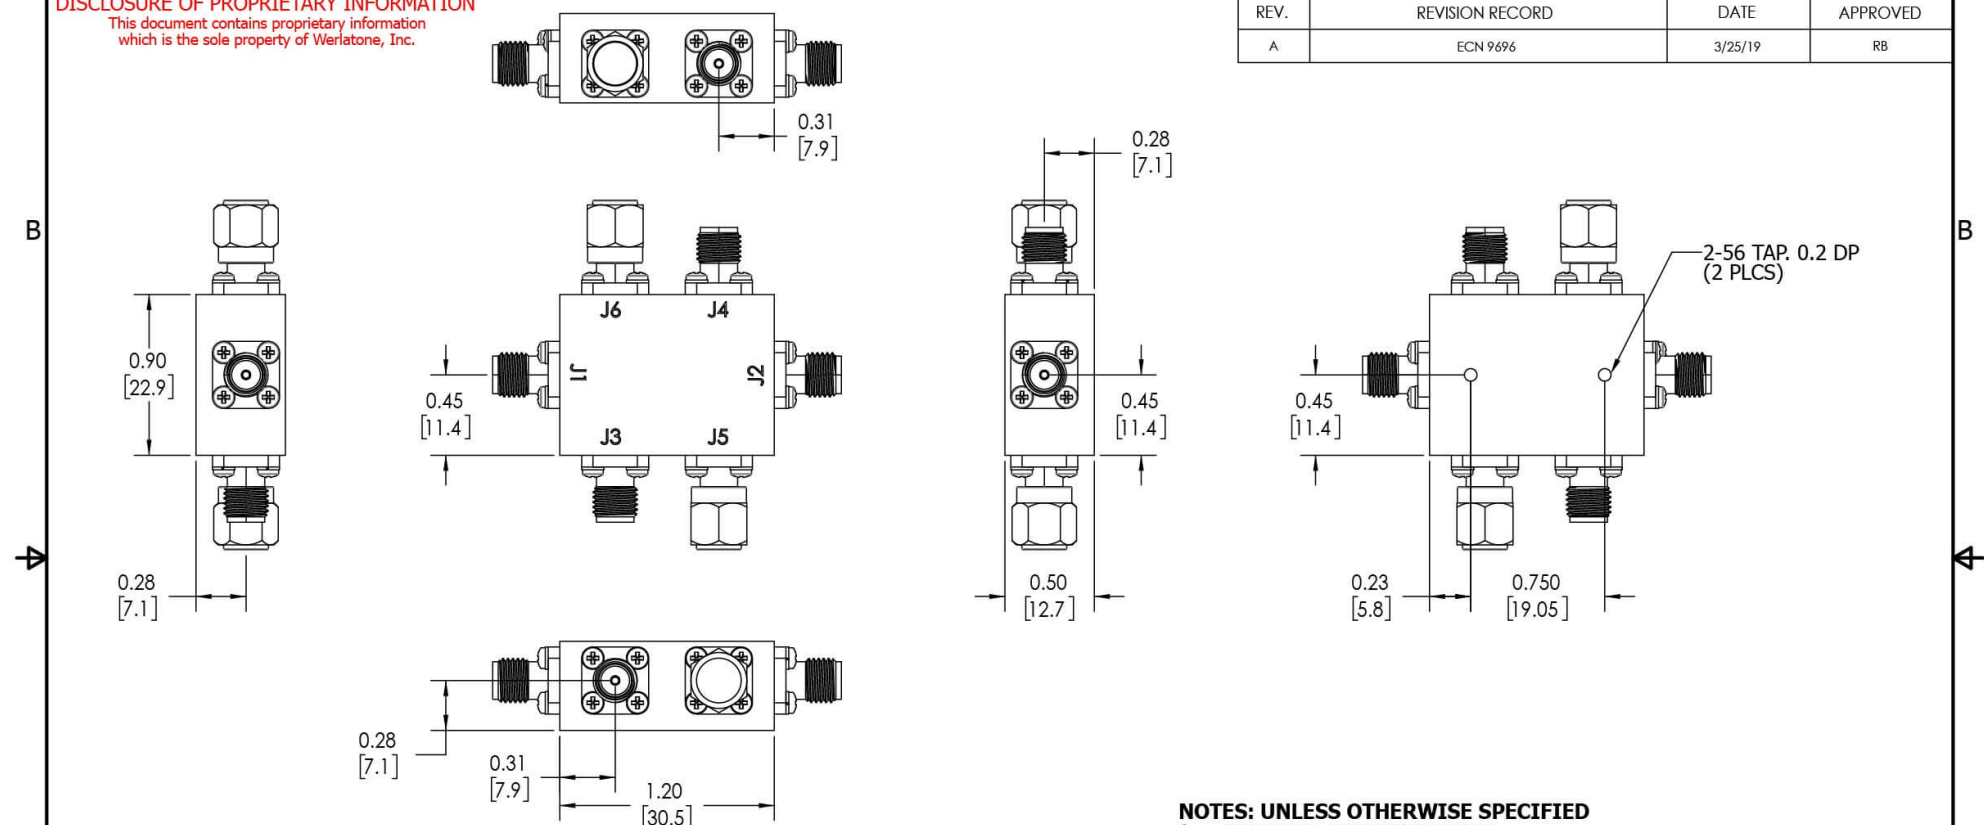 DISCLOSURE OF PROPRIETARY INFORMATION
This document contains proprietary information
which is the sole property of Werlatone, Inc.
REV. REVISION RECORD DATE APPROVED
A ECN 9696 3/25/19 RB
0.31
[7.9]
0.28
[7.1]
B
B
2-56 TAP. 0.2 DP
(2 PLCS)
J6 J4
J1
J2
J3 J5
0.90
[22.9]
0.45
[11.4]
0.45
[11.4]
0.45
[11.4]
0.28
[7.1]
0.50
[12.7]
0.23
[5.8]
0.750
[19.05]
0.28
[7.1]
0.31
[7.9]
1.20
[30.5]
NOTES: UNLESS OTHERWISE SPECIFIED